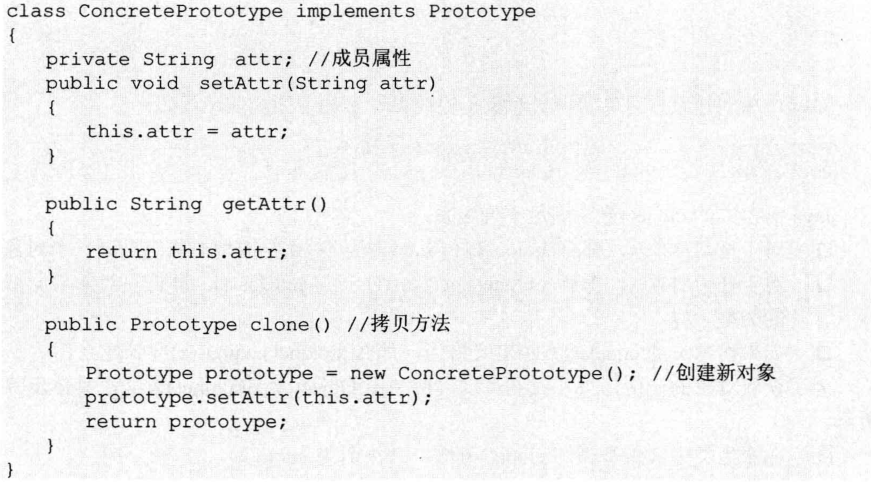 class ConcretePrototype implements Prototype
{
private String attr; //成员属性
public void setAttr(String attr)
{
this.attr = attr;
}
public String getAttr()
{
return this.attr;
}
public Prototype clone() //拷贝方法
{
Prototype prototype = new ConcretePrototype(); //创建新对象
prototype.setAttr(this.attr);
return prototype;
}
}